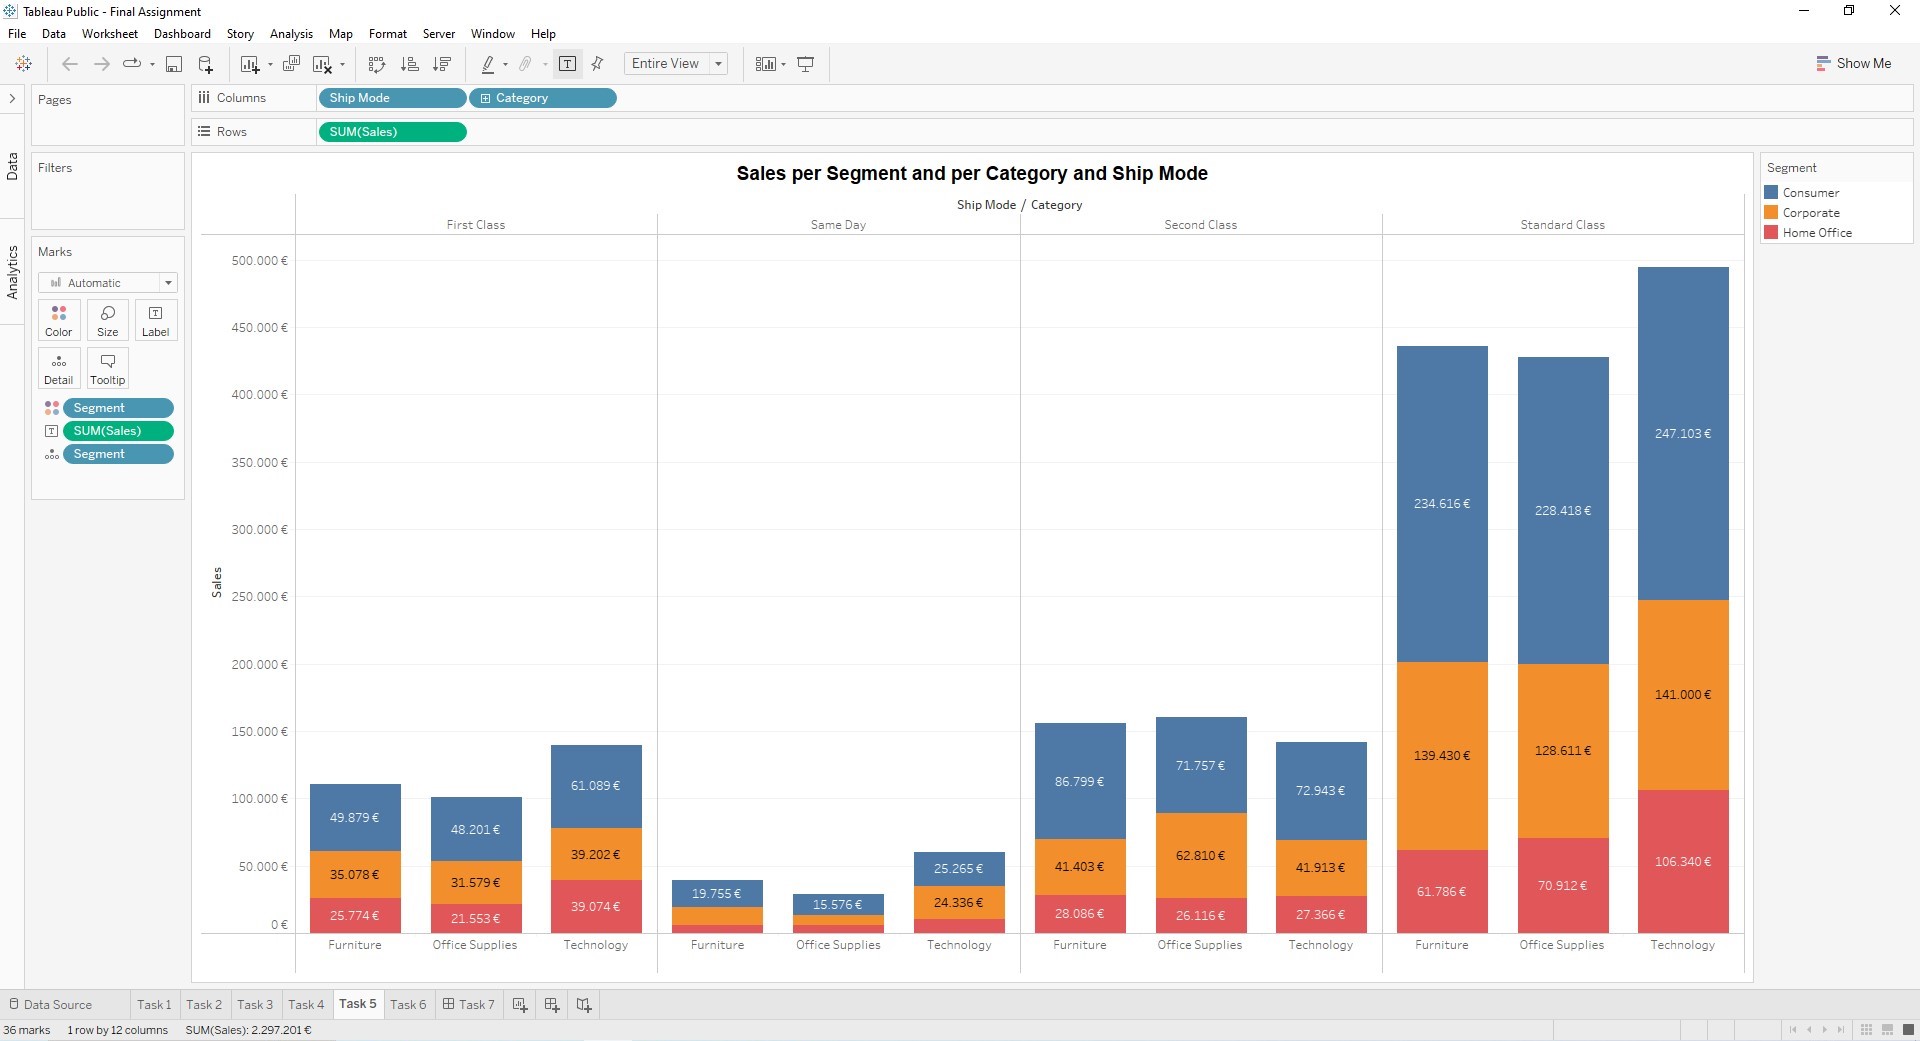 Tableau Public - Final Assignment
File Data Worksheet Dashboard Story Analysis Map Format Server Window Help
Entire View
Show Me
Pages
Columns Ship Mode Category
Rows SUM(Sales)
Data
Analytics
Filters
Marks
Automatic
Color Size Label
Detail Tooltip
Segment
SUM(Sales)
Segment
Sales per Segment and per Category and Ship Mode
Ship Mode / Category
First Class Same Day Second Class Standard Class
Segment
Consumer
Corporate
Home Office
Sales
500.000 €
450.000 €
400.000 €
350.000 €
300.000 €
250.000 €
200.000 €
150.000 €
100.000 €
50.000 €
0 €
49.879 €
35.078 €
25.774 €
48.201 €
31.579 €
21.553 €
61.089 €
39.202 €
39.074 €
19.755 €
15.576 €
25.265 €
24.336 €
86.799 €
41.403 €
28.086 €
71.757 €
62.810 €
26.116 €
72.943 €
41.913 €
27.366 €
234.616 €
139.430 €
61.786 €
228.418 €
128.611 €
70.912 €
247.103 €
141.000 €
106.340 €
Furniture Office Supplies Technology Furniture Office Supplies Technology Furniture Office Supplies Technology Furniture Office Supplies Technology
Data Source Task 1 Task 2 Task 3 Task 4 Task 5 Task 6 Task 7
36 marks 1 row by 12 columns SUM(Sales): 2.297.201 €